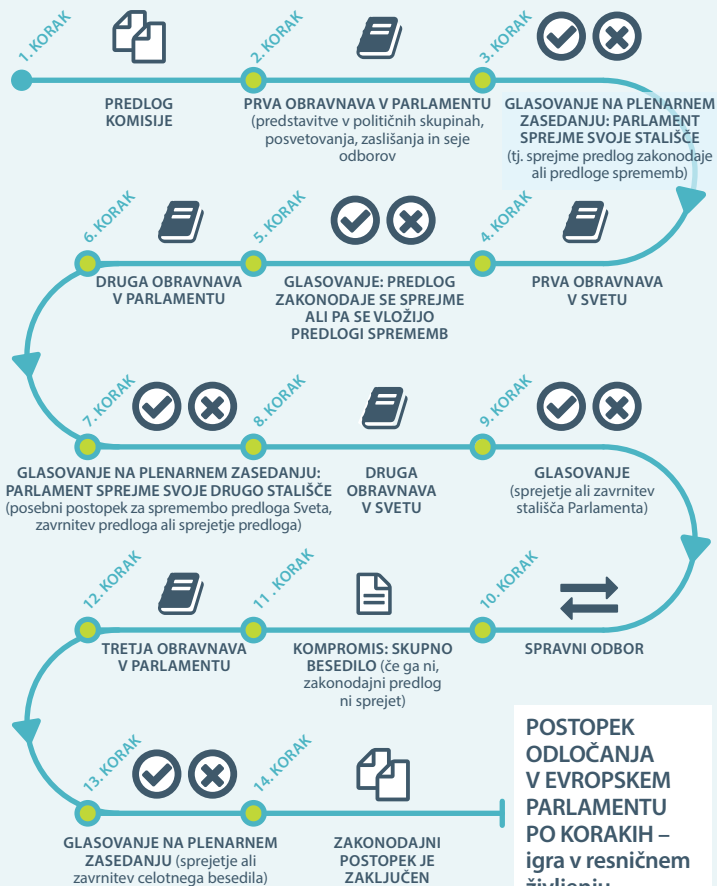 1. KORAK
PREDLOG
KOMISIJE
2. KORAK
PRVA OBRAVNAVA V PARLAMENTU
(predstavitve v političnih skupinah,
posvetovanja, zaslišanja in seje
odborov
3. KORAK
GLASOVANJE NA PLENARNEM
ZASEDANJU: PARLAMENT
SPREJME SVOJE STALIŠČE
(tj. sprejme predlog zakonodaje
ali predloge sprememb)
4. KORAK
PRVA OBRAVNAVA
V SVETU
5. KORAK
GLASOVANJE: PREDLOG
ZAKONODAJE SE SPREJME
ALI PA SE VLOŽIJO
PREDLOGI SPREMEMB
6. KORAK
DRUGA OBRAVNAVA
V PARLAMENTU
7. KORAK
GLASOVANJE NA PLENARNEM ZASEDANJU:
PARLAMENT SPREJME SVOJE DRUGO STALIŠČE
(posebni postopek za spremembo predloga Sveta,
zavrnitev predloga ali sprejetje predloga)
8. KORAK
DRUGA
OBRAVNAVA
V SVETU
9. KORAK
GLASOVANJE
(sprejetje ali zavrnitev
stališča Parlamenta)
10. KORAK
SPRAVNI ODBOR
11. KORAK
KOMPROMIS: SKUPNO
BESEDILO (če ga ni,
zakonodajni predlog
ni sprejet)
12. KORAK
TRETJA OBRAVNAVA
V PARLAMENTU
13. KORAK
GLASOVANJE NA PLENARNEM
ZASEDANJU (sprejetje ali
zavrnitev celotnega besedila)
14. KORAK
ZAKONODAJNI
POSTOPEK JE
ZAKLJUČEN
POSTOPEK
ODLOČANJA
V EVROPSKEM
PARLAMENTU
PO KORAKIH –
igra v resničnem
življenju